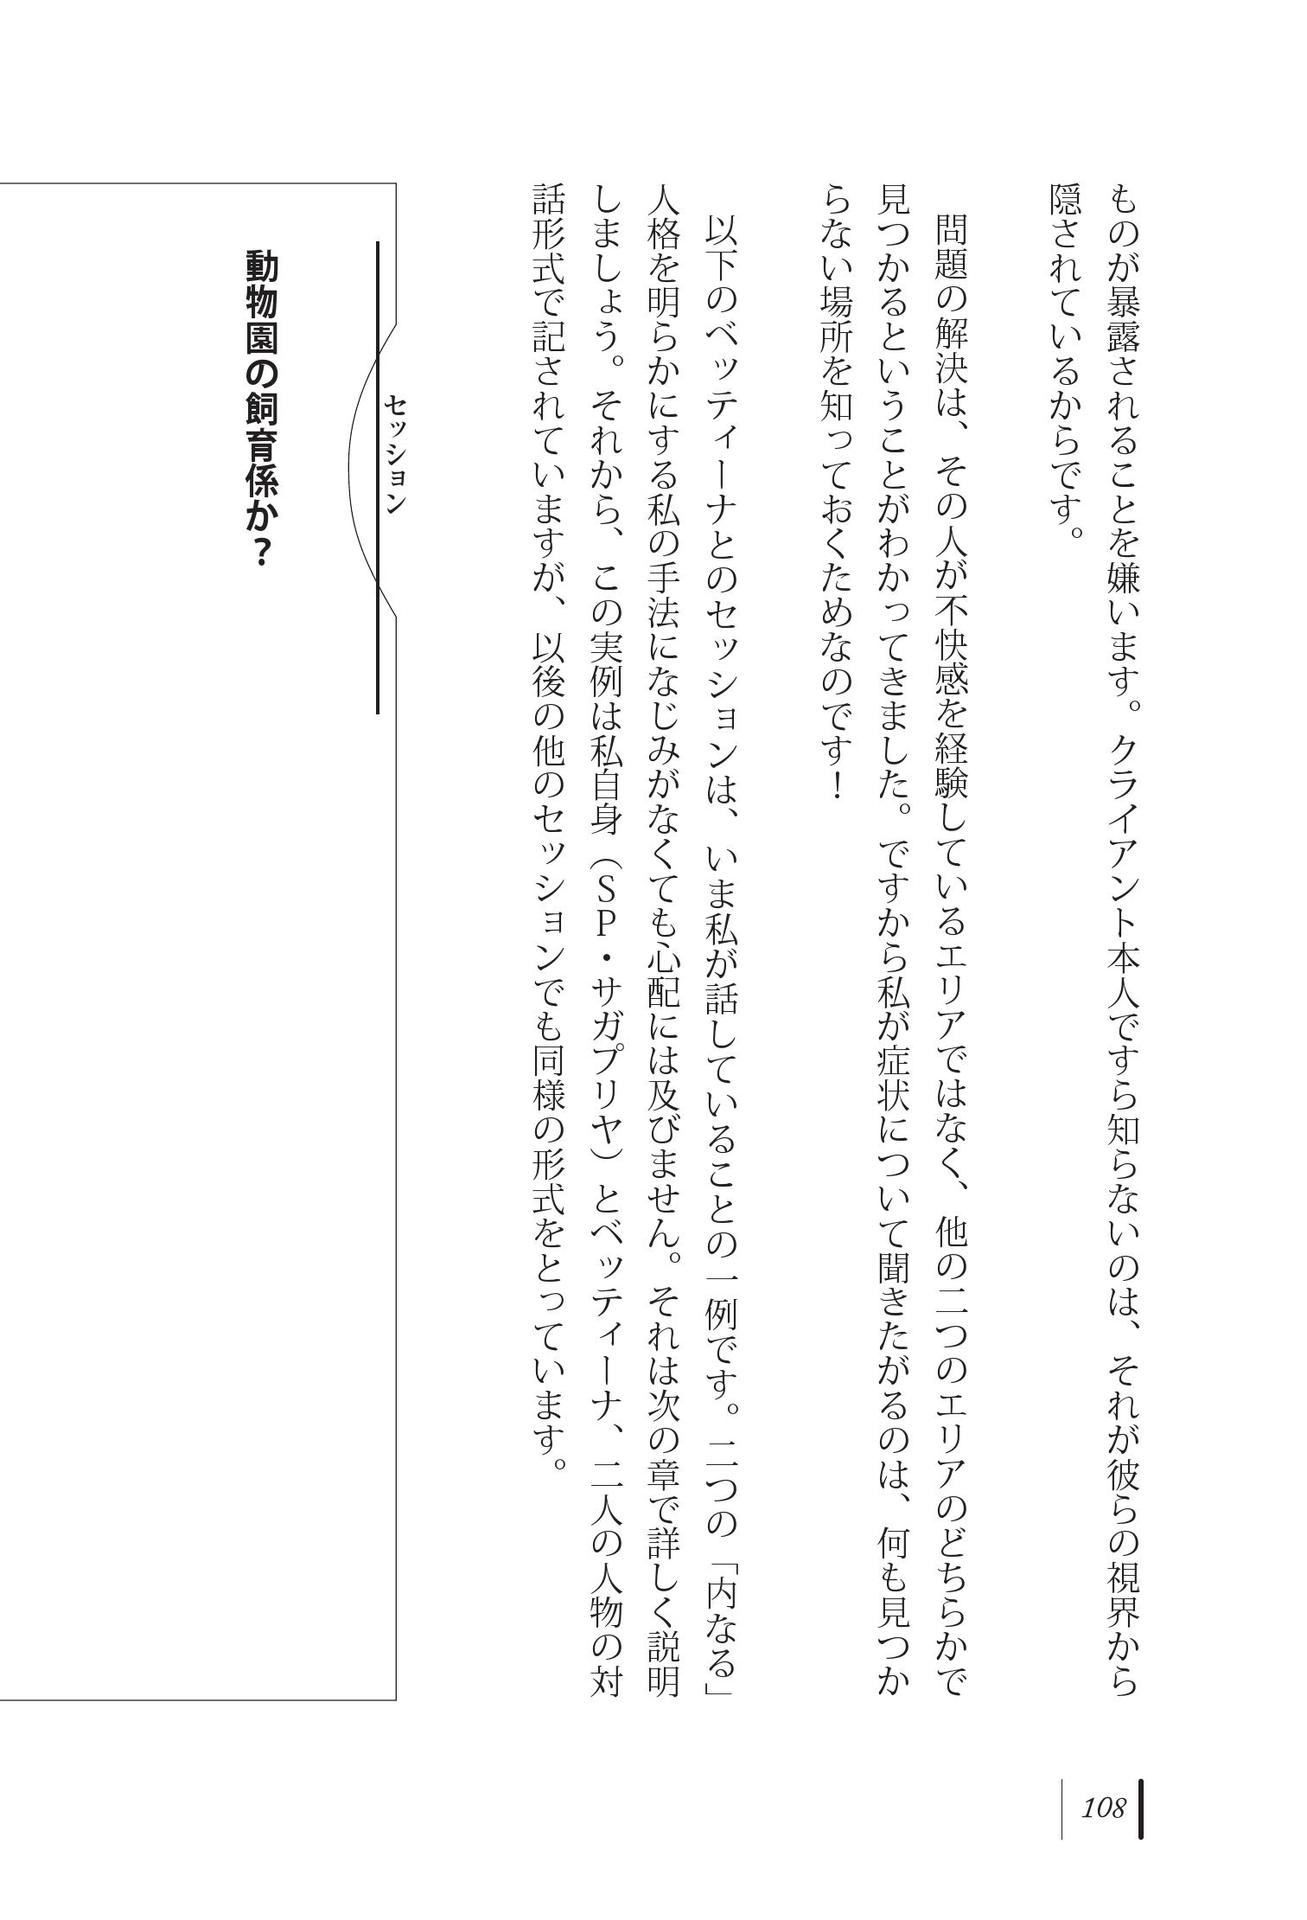 ものが暴露されることを嫌います。クライアント本人ですら知らないのは、それが彼らの視界から
隠されているからです。
問題の解決は、その人が不快感を経験しているエリアではなく、他の二つのエリアのどちらかで
見つかるということがわかってきました。ですから私が症状について聞きたがるのは、何も見つか
らない場所を知っておくためなのです！
以下のベッティーナとのセッションは、いま私が話していることの一例です。二つの「内なる」
人格を明らかにする私の手法になじみがなくても心配には及びません。それは次の章で詳しく説明
しましょう。それから、この実例は私自身（ＳＰ・サガプリヤ）とベッティーナ、二人の人物の対
話形式で記されていますが、以後の他のセッションでも同様の形式をとっています。
セッション
動物園の飼育係か？
108